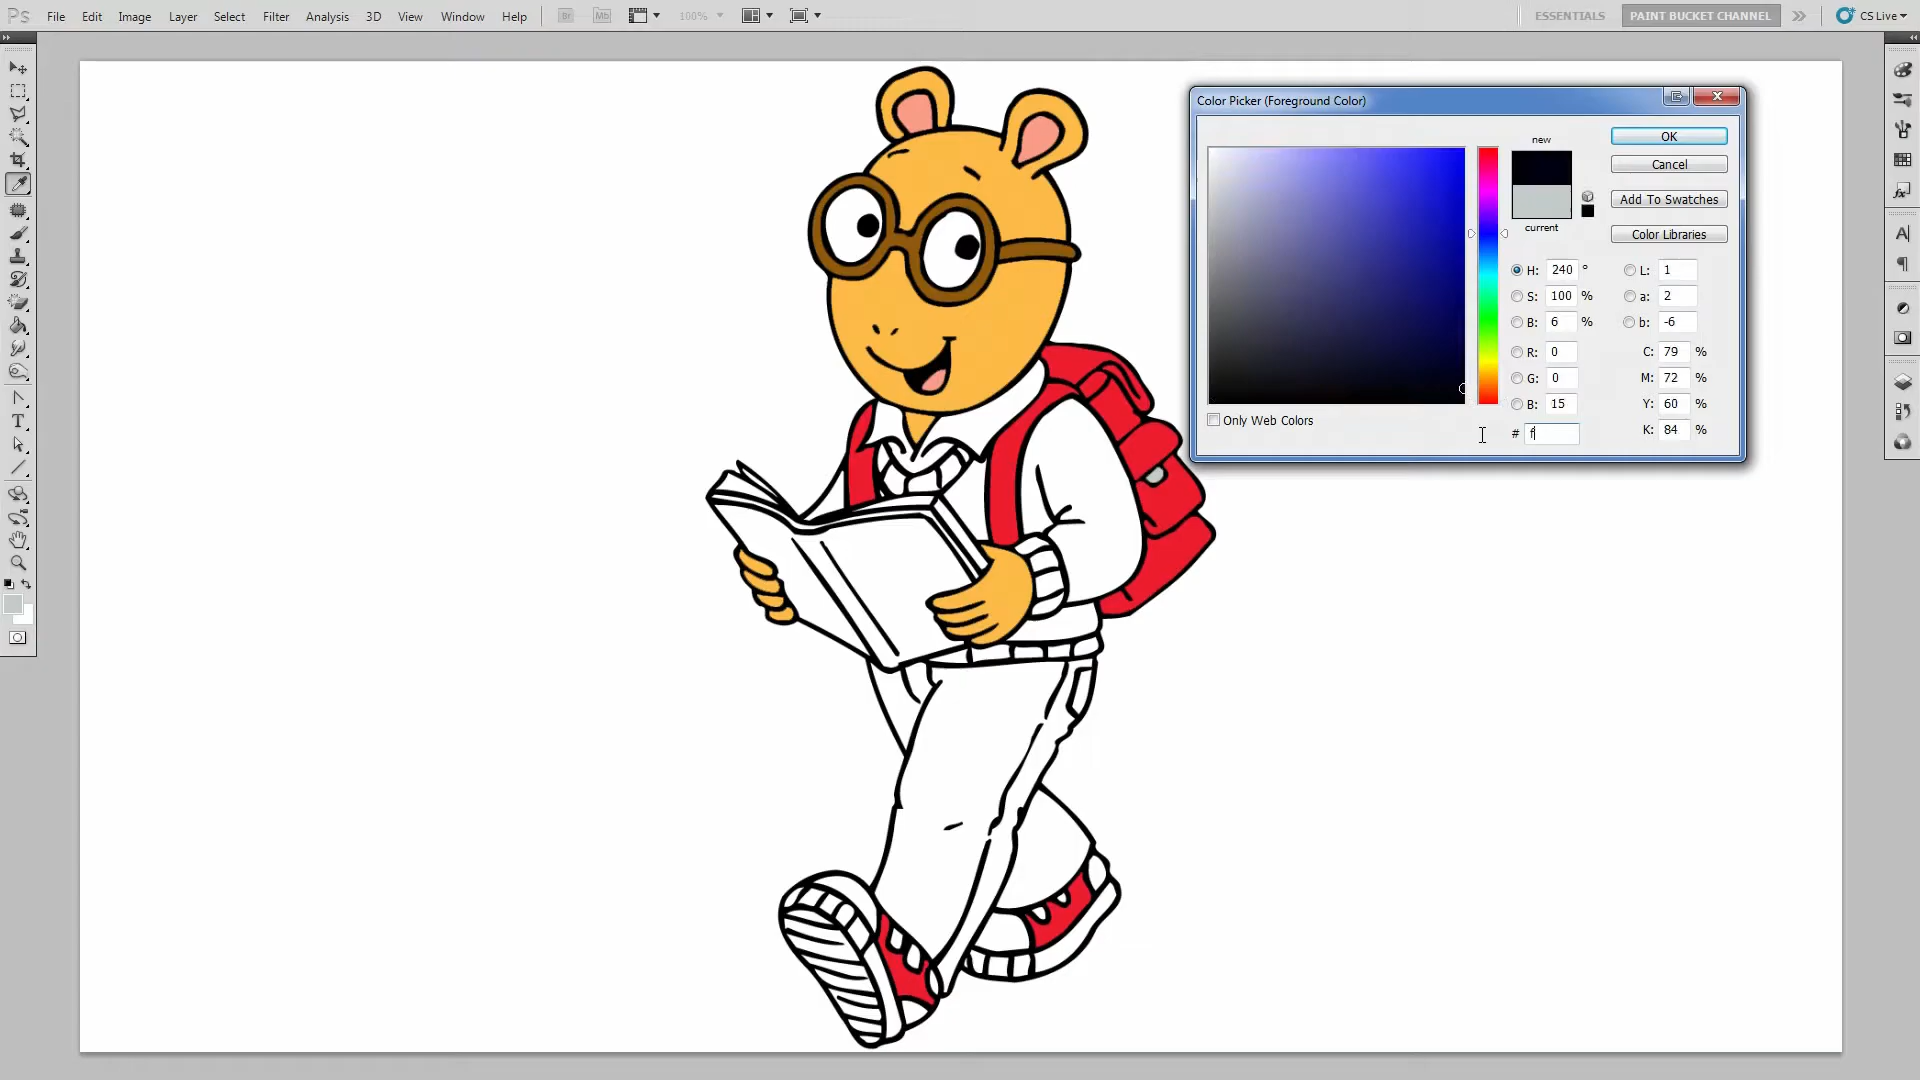 Ps File Edit Image Layer Select Filter Analysis 3D View Window Help Br Mb 100% ESSENTIALS PAINT BUCKET CHANNEL CS Live
Color Picker (Foreground Color)
new
current
OK
Cancel
Add To Swatches
Color Libraries
H: 240 ° L: 1
S: 100 % a: 2
B: 6 % b: -6
R: 0 C: 79 %
G: 0 M: 72 %
B: 15 Y: 60 %
# f K: 84 %
Only Web Colors